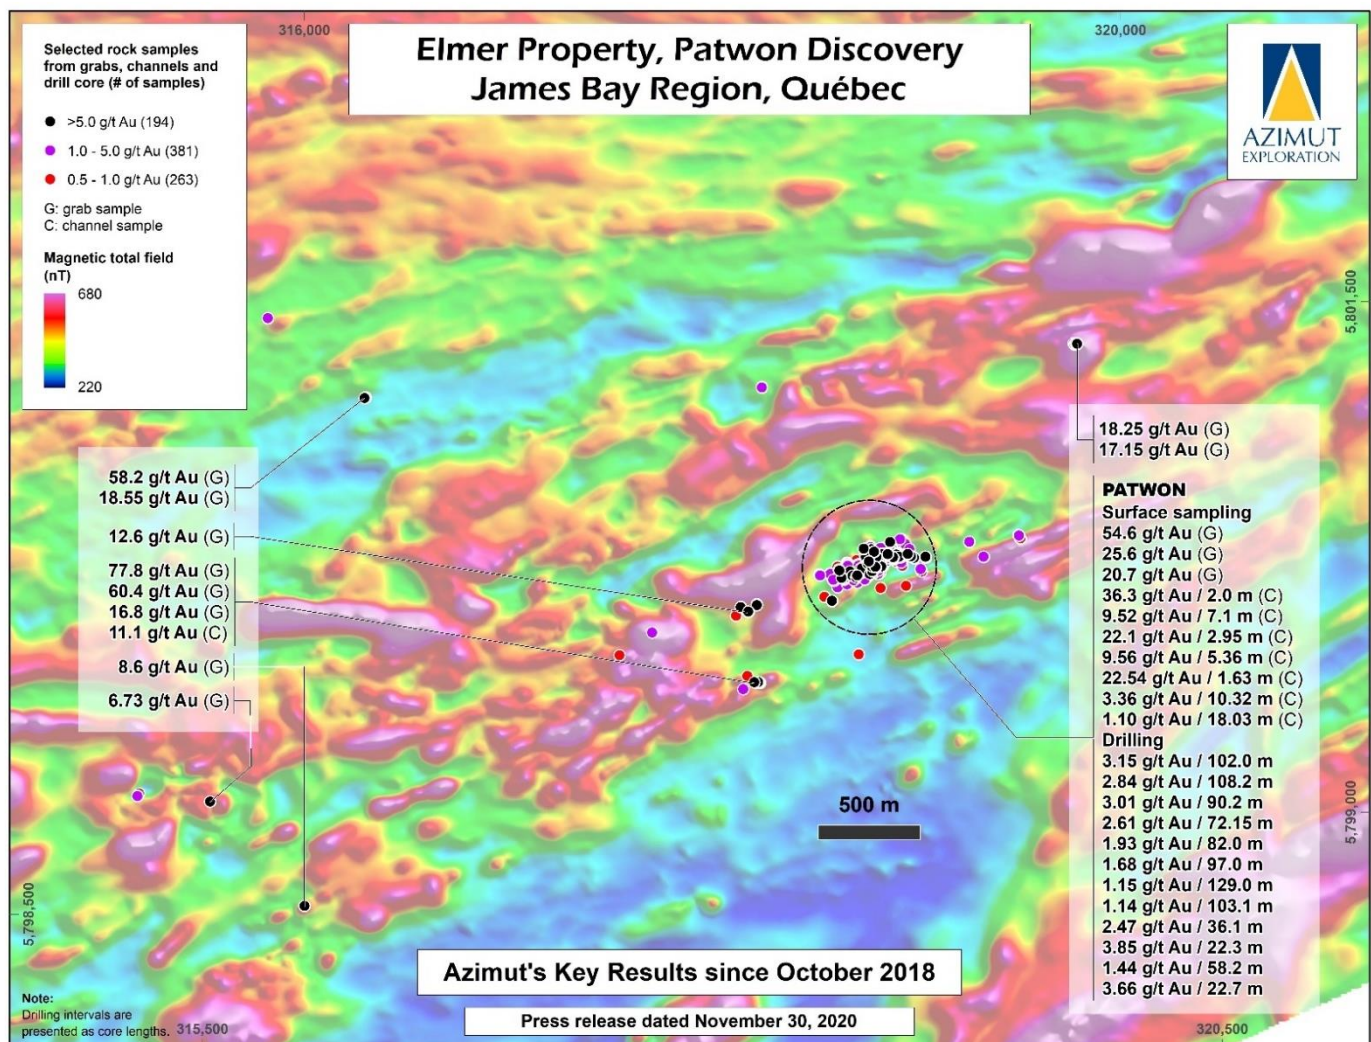 316,000
320,000
Elmer Property, Patwon Discovery
James Bay Region, Québec
AZIMUT
EXPLORATION
Selected rock samples
from grabs, channels and
drill core (# of samples)
>5.0 g/t Au (194)
1.0 - 5.0 g/t Au (381)
0.5 - 1.0 g/t Au (263)
G: grab sample
C: channel sample
Magnetic total field
(nT)
680
220
5,801,500
58.2 g/t Au (G)
18.55 g/t Au (G)
12.6 g/t Au (G)
77.8 g/t Au (G)
60.4 g/t Au (G)
16.8 g/t Au (G)
11.1 g/t Au (C)
8.6 g/t Au (G)
6.73 g/t Au (G)
18.25 g/t Au (G)
17.15 g/t Au (G)
PATWON
Surface sampling
54.6 g/t Au (G)
25.6 g/t Au (G)
20.7 g/t Au (G)
36.3 g/t Au / 2.0 m (C)
9.52 g/t Au / 7.1 m (C)
22.1 g/t Au / 2.95 m (C)
9.56 g/t Au / 5.36 m (C)
22.54 g/t Au / 1.63 m (C)
3.36 g/t Au / 10.32 m (C)
1.10 g/t Au / 18.03 m (C)
Drilling
3.15 g/t Au / 102.0 m
2.84 g/t Au / 108.2 m
3.01 g/t Au / 90.2 m
2.61 g/t Au / 72.15 m
1.93 g/t Au / 82.0 m
1.68 g/t Au / 97.0 m
1.15 g/t Au / 129.0 m
1.14 g/t Au / 103.1 m
2.47 g/t Au / 36.1 m
3.85 g/t Au / 22.3 m
1.44 g/t Au / 58.2 m
3.66 g/t Au / 22.7 m
500 m
5,799,000
5,798,500
Azimut's Key Results since October 2018
Press release dated November 30, 2020
Note:
Drilling intervals are
presented as core lengths.
315,500
320,500